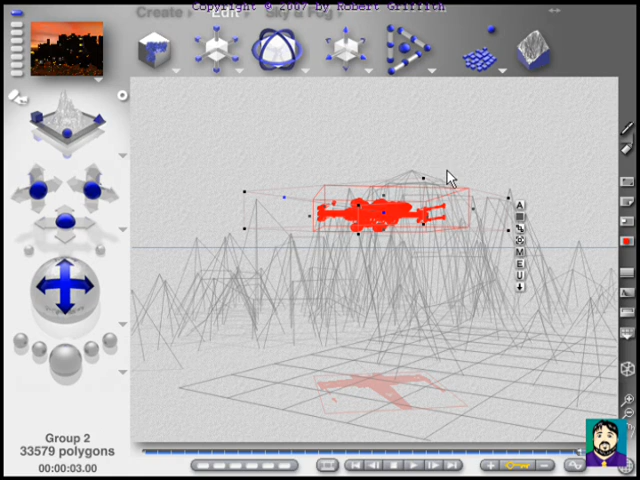 Copyright © 2007 By Robert Griffith
Create Edit Sky & Fog
A
M
E
U
Group 2
33579 polygons
00:00:03.00